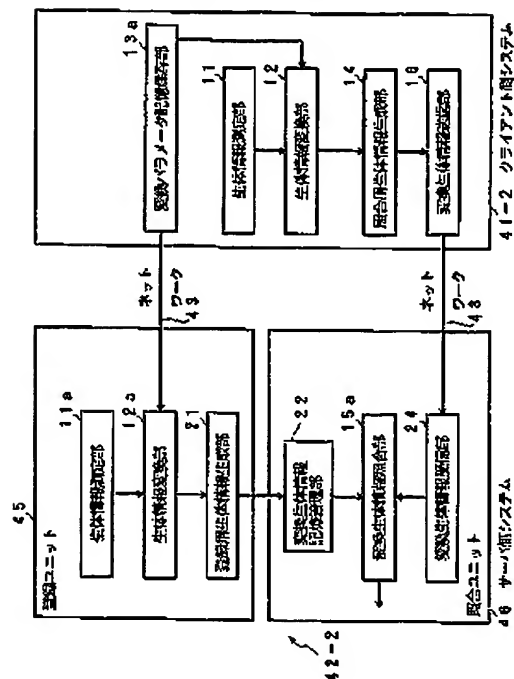 45
登録ユニット
生体情報測定部
11a
生体情報変換部
12a
登録用生体情報生成部
21
ネット
ワーク
43
変換パラメータ記憶保存部
13a
生体情報測定部
11
生体情報変換部
12
照合用生体情報生成部
14
変換生体情報送信部
16
41-2 クライアント側システム
変換生体情報
記憶管理部
22
変換生体情報照合部
15a
変換生体情報受信部
24
照合ユニット
ネット
ワーク
43
46 サーバ側システム
42-2